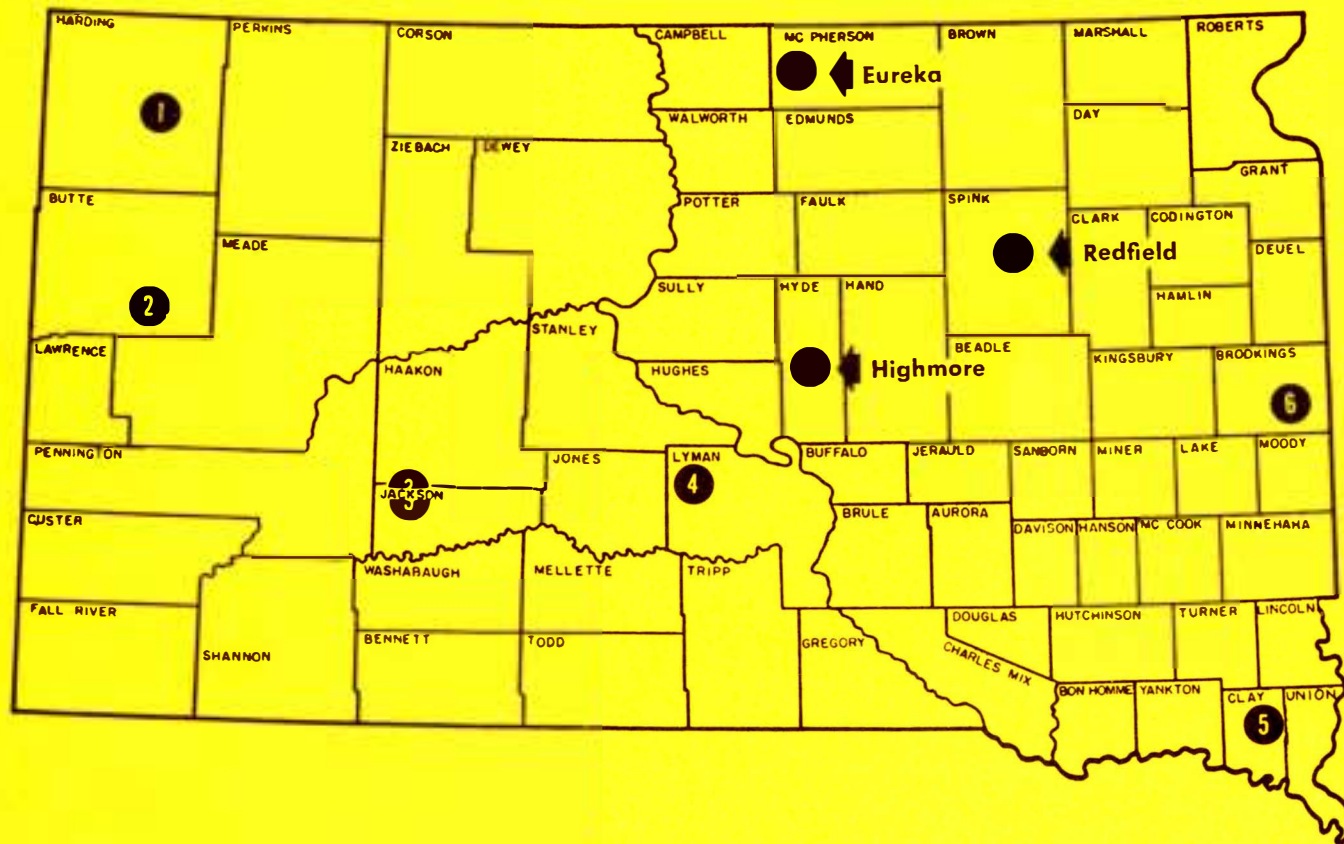 HARDING
PERKINS
CORSON
CAMPBELL
MC PHERSON
BROWN
MARSHALL
ROBERTS
Eureka
1
WALWORTH
EDMUNDS
DAY
ZIEBACH
DEWEY
GRANT
BUTTE
POTTER
FAULK
SPINK
CLARK
CODINGTON
MEADE
Redfield
DEUEL
SULLY
HYDE
HAND
HAMLIN
2
STANLEY
LAWRENCE
HAAKON
HUGHES
Highmore
BEADLE
KINGSBURY
BROOKINGS
6
PENNINGTON
JONES
LYMAN
BUFFALO
JERAULD
SANBORN
MINER
LAKE
MOODY
3
JACKSON
4
CUSTER
BRULE
AURORA
DAVISON
HANSON
MC COOK
MINNEHAHA
WASHABAUGH
MELLETTE
TRIPP
FALL RIVER
DOUGLAS
HUTCHINSON
TURNER
LINCOLN
SHANNON
BENNETT
TODD
GREGORY
CHARLES MIX
BON HOMME
YANKTON
CLAY
UNION
5